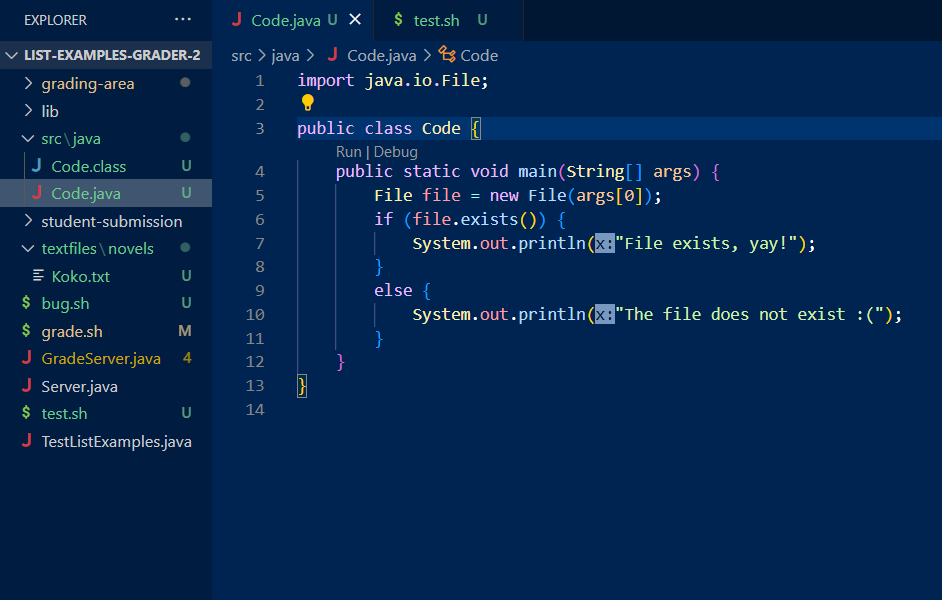 EXPLORER ...
LIST-EXAMPLES-GRADER-2
grading-area
lib
src\java
J Code.class U
J Code.java U
student-submission
textfiles\novels
Koko.txt U
$ bug.sh U
$ grade.sh M
J GradeServer.java 4
J Server.java
$ test.sh U
J TestListExamples.java
J Code.java U $ test.sh U
src > java > J Code.java > Code
1 import java.io.File;
2
3 public class Code {
Run | Debug
4 public static void main(String[] args) {
5 File file = new File(args[0]);
6 if (file.exists()) {
7 System.out.println(x:"File exists, yay!");
8 }
9 else {
10 System.out.println(x:"The file does not exist :(");
11 }
12 }
13 }
14